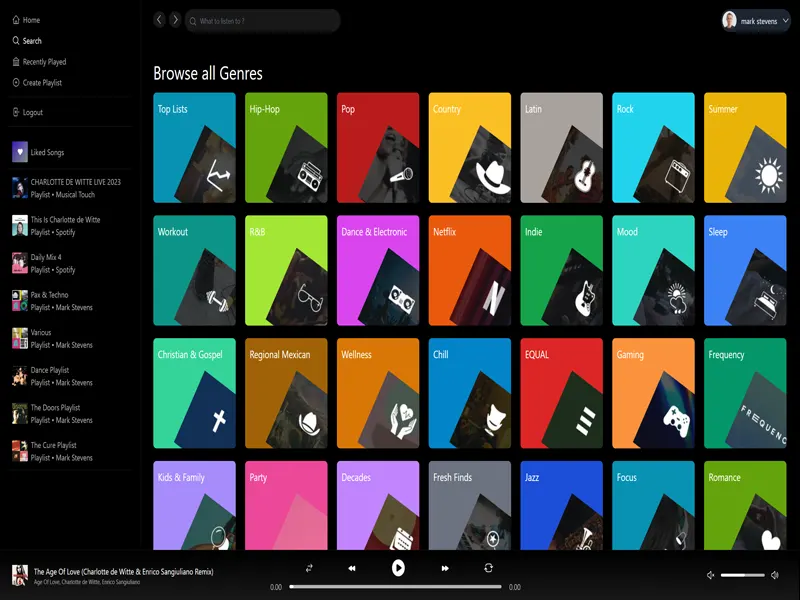 Home
Search
Recently Played
Create Playlist
Logout
Liked Songs
CHARLOTTE DE WITTE LIVE 2023
Playlist • Musical Touch
This Is Charlotte de Witte
Playlist • Spotify
Daily Mix 4
Playlist • Spotify
Pax & Techno
Playlist • Mark Stevens
Various
Playlist • Mark Stevens
Dance Playlist
Playlist • Mark Stevens
The Doors Playlist
Playlist • Mark Stevens
The Cure Playlist
Playlist • Mark Stevens
What to listen to ?
mark stevens
Browse all Genres
Top Lists
Hip-Hop
Pop
Country
Latin
Rock
Summer
Workout
R&B
Dance & Electronic
Netflix
N
Indie
Mood
Sleep
Christian & Gospel
Regional Mexican
Wellness
Chill
EQUAL
Gaming
Frequency
FREQUENC
Kids & Family
Party
Decades
Fresh Finds
Jazz
Focus
Romance
The Age Of Love (Charlotte de Witte & Enrico Sangiuliano Remix)
Age Of Love, Charlotte de Witte, Enrico Sangiuliano
0.00
0:00